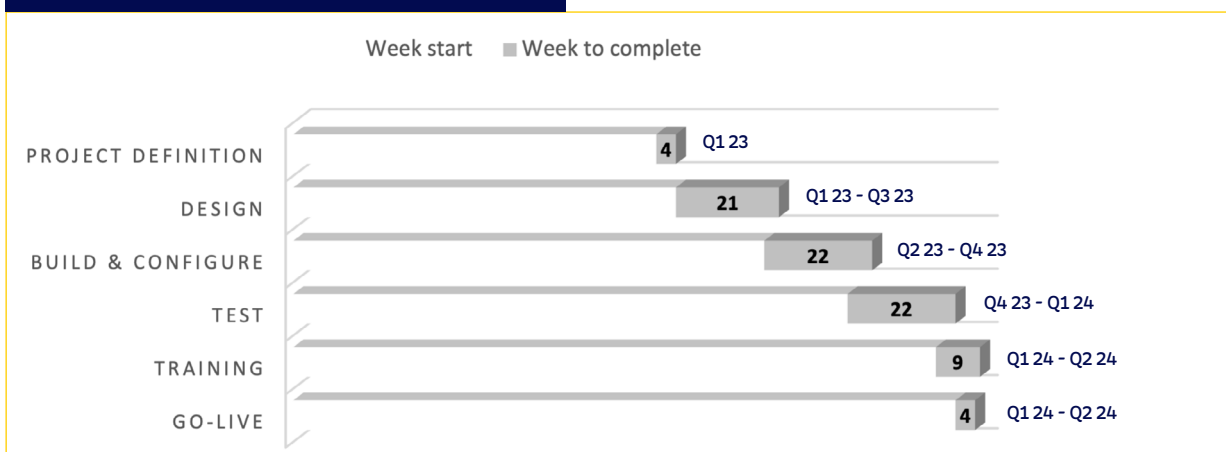 Week start Week to complete
PROJECT DEFINITION 4 Q1 23
DESIGN 21 Q1 23 - Q3 23
BUILD & CONFIGURE 22 Q2 23 - Q4 23
TEST 22 Q4 23 - Q1 24
TRAINING 9 Q1 24 - Q2 24
GO-LIVE 4 Q1 24 - Q2 24